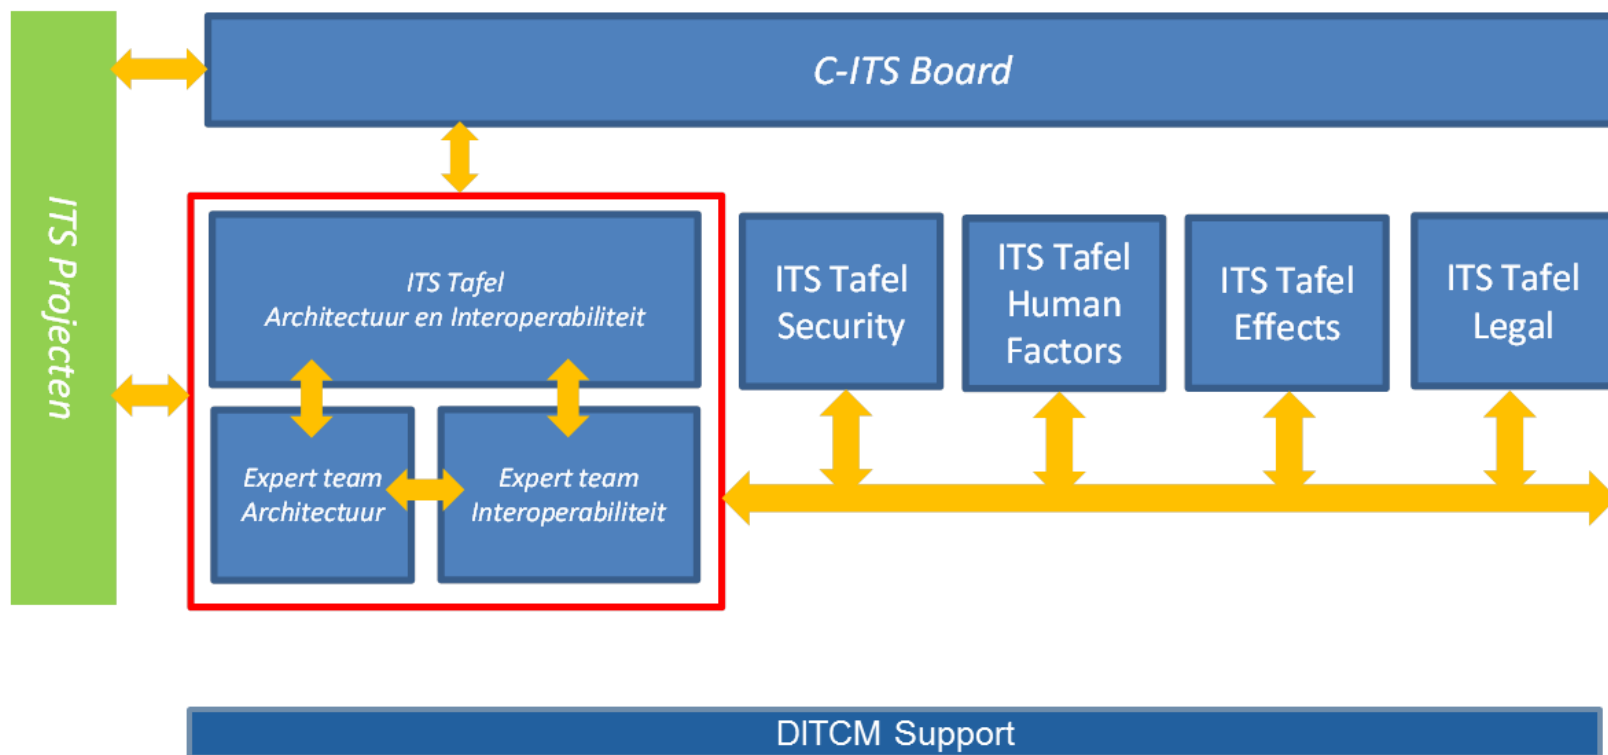 C-ITS Board
ITS Projecten
ITS Tafel
Architectuur en Interoperabiliteit
Expert team
Architectuur
Expert team
Interoperabiliteit
ITS Tafel
Security
ITS Tafel
Human
Factors
ITS Tafel
Effects
ITS Tafel
Legal
DITCM Support